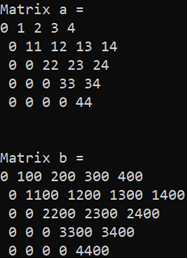 Matrix a =
0 1 2 3 4
0 11 12 13 14
0 0 22 23 24
0 0 0 33 34
0 0 0 0 44
Matrix b =
0 100 200 300 400
0 1100 1200 1300 1400
0 0 2200 2300 2400
0 0 0 3300 3400
0 0 0 0 4400